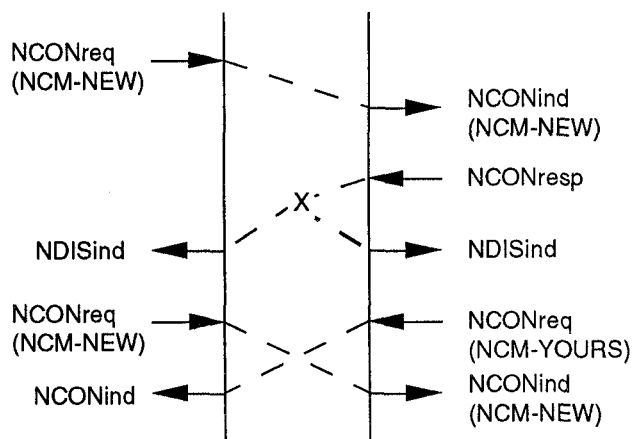 NCONreq
(NCM-NEW)
NCONind
(NCM-NEW)
NCONresp
X
NDISind
NDISind
NCONreq
(NCM-NEW)
NCONreq
(NCM-YOURS)
NCONind
NCONind
(NCM-NEW)